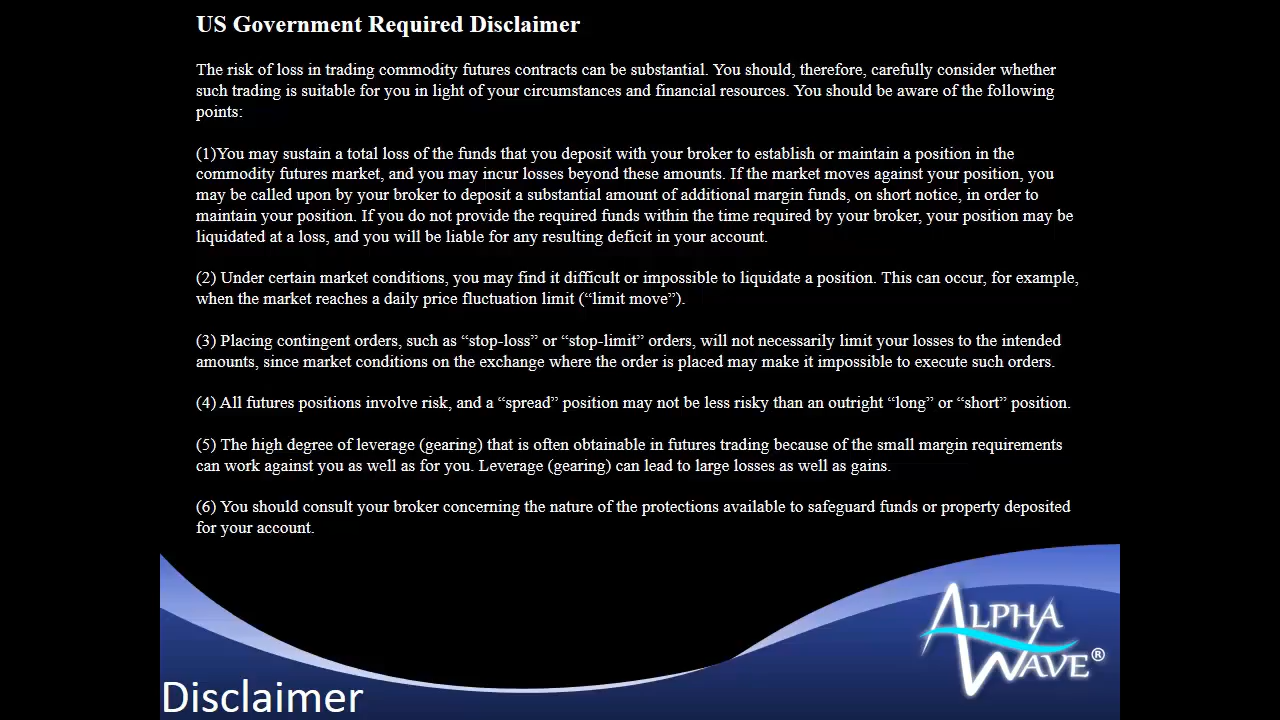 US Government Required Disclaimer
The risk of loss in trading commodity futures contracts can be substantial. You should, therefore, carefully consider whether
such trading is suitable for you in light of your circumstances and financial resources. You should be aware of the following
points:
(1)You may sustain a total loss of the funds that you deposit with your broker to establish or maintain a position in the
commodity futures market, and you may incur losses beyond these amounts. If the market moves against your position, you
may be called upon by your broker to deposit a substantial amount of additional margin funds, on short notice, in order to
maintain your position. If you do not provide the required funds within the time required by your broker, your position may be
liquidated at a loss, and you will be liable for any resulting deficit in your account.
(2) Under certain market conditions, you may find it difficult or impossible to liquidate a position. This can occur, for example,
when the market reaches a daily price fluctuation limit (“limit move”).
(3) Placing contingent orders, such as “stop-loss” or “stop-limit” orders, will not necessarily limit your losses to the intended
amounts, since market conditions on the exchange where the order is placed may make it impossible to execute such orders.
(4) All futures positions involve risk, and a “spread” position may not be less risky than an outright “long” or “short” position.
(5) The high degree of leverage (gearing) that is often obtainable in futures trading because of the small margin requirements
can work against you as well as for you. Leverage (gearing) can lead to large losses as well as gains.
(6) You should consult your broker concerning the nature of the protections available to safeguard funds or property deposited
for your account.
ALPHA
WAVE®
Disclaimer